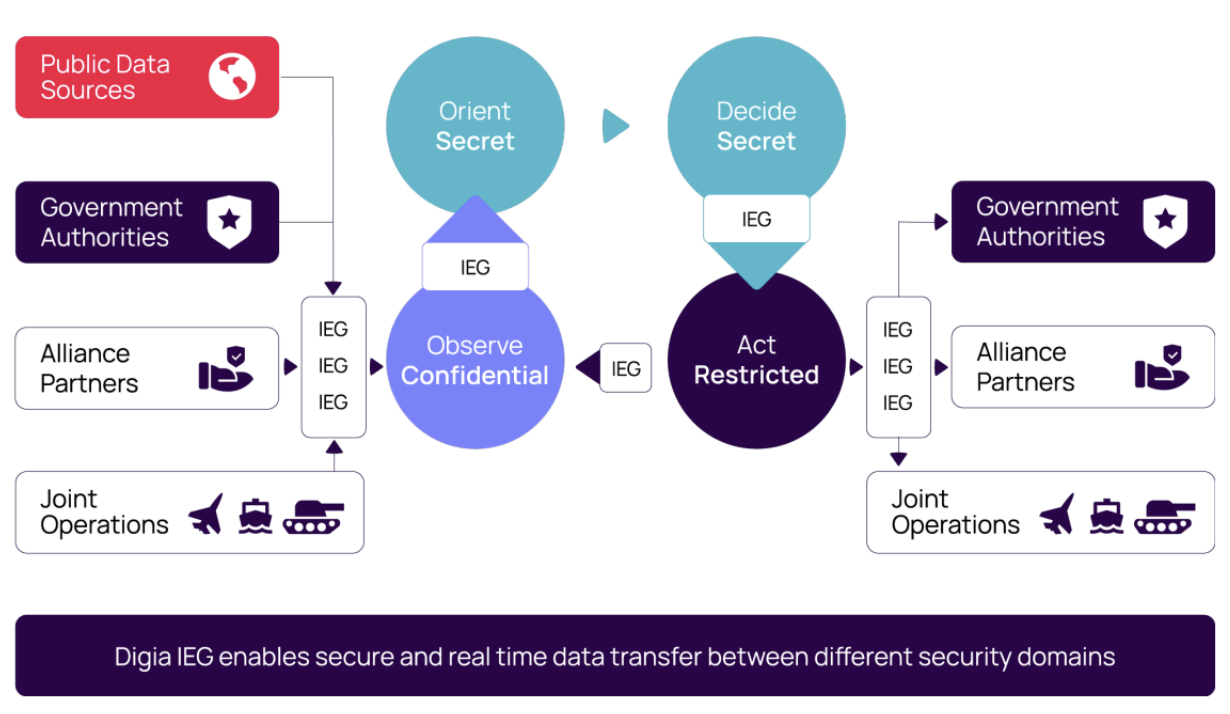 Public Data
Sources
Government
Authorities
Alliance
Partners
Joint
Operations
IEG
IEG
IEG
Orient
Secret
IEG
Observe
Confidential
Decide
Secret
IEG
Act
Restricted
IEG
IEG
IEG
IEG
Government
Authorities
Alliance
Partners
Joint
Operations
Digia IEG enables secure and real time data transfer between different security domains